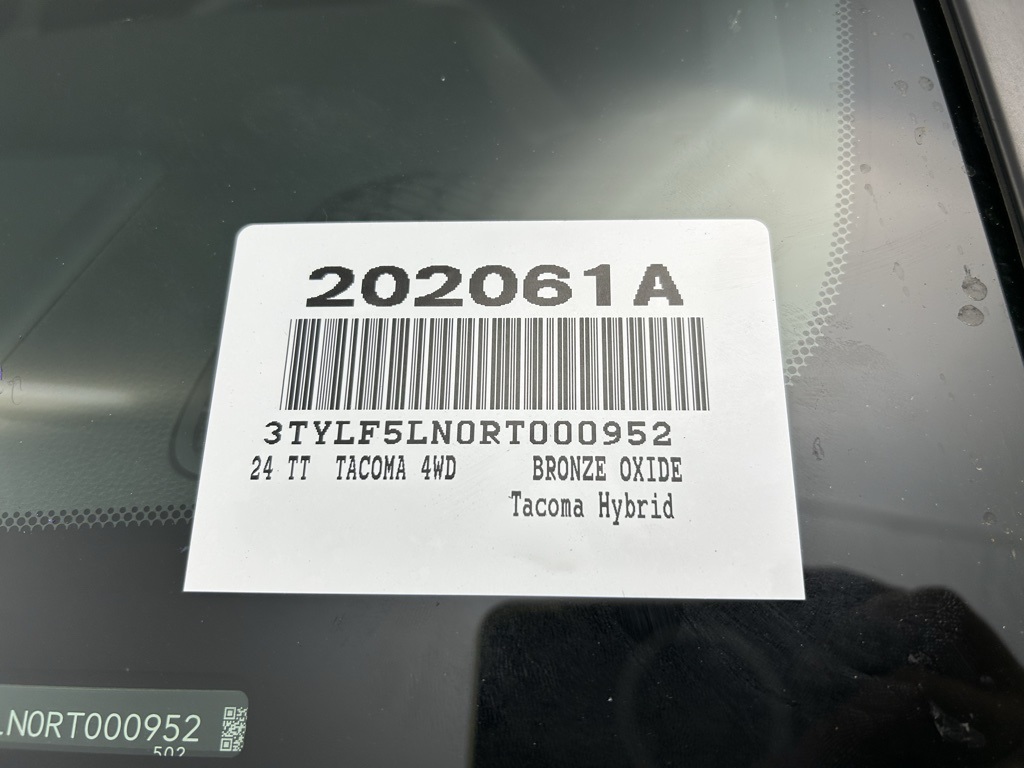 202061A
3TYLF5LN0RT000952
24 TT TACOMA 4WD BRONZE OXIDE
Tacoma Hybrid
LN0RT000952
502